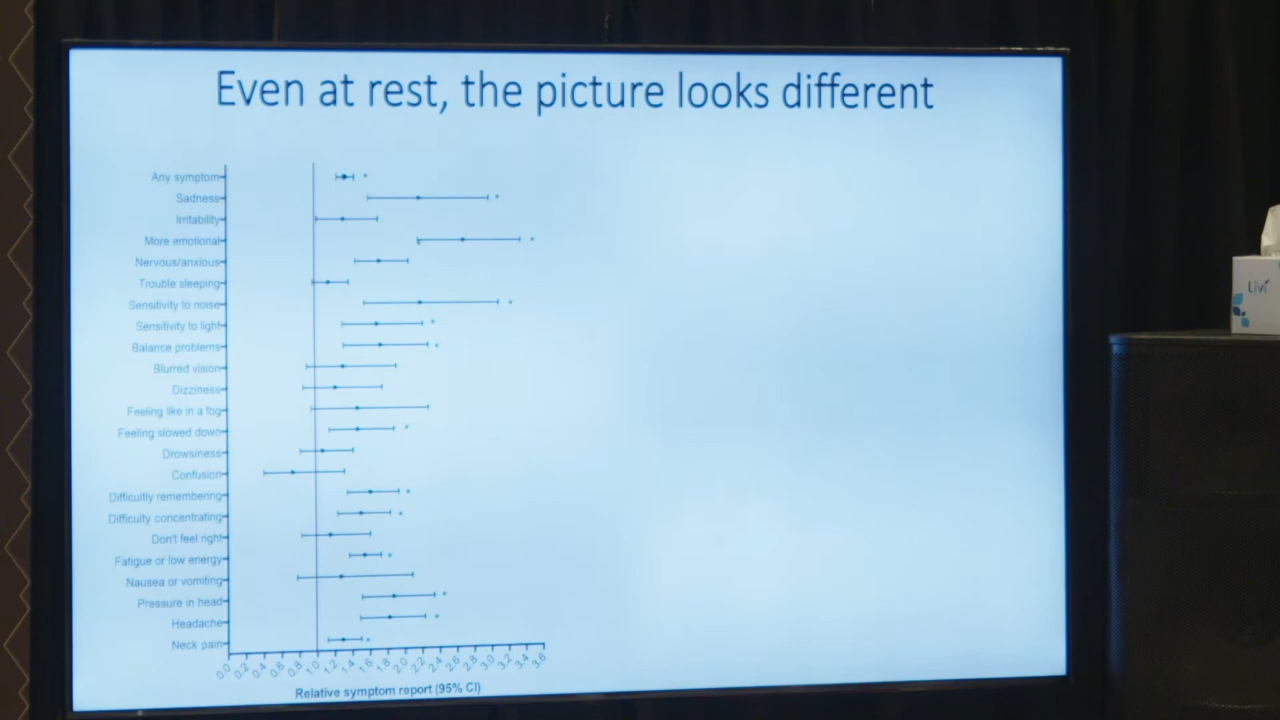 Even at rest, the picture looks different
Any symptom
*
Sadness
*
Irritability
More emotional
*
Nervous/anxious
Trouble sleeping
Sensitivity to noise
*
Sensitivity to light
*
Balance problems
*
Blurred vision
Dizziness
Feeling like in a fog
Feeling slowed down
*
Drowsiness
Confusion
Difficultly remembering
*
Difficulty concentrating
*
Don't feel right
Fatigue or low energy
*
Nausea or vomiting
Pressure in head
*
Headache
*
Neck pain
*
0.0 0.2 0.4 0.6 0.8 1.0 1.2 1.4 1.6 1.8 2.0 2.2 2.4 2.6 2.8 3.0 3.2 3.4 3.6
Relative symptom report (95% CI)
Livi